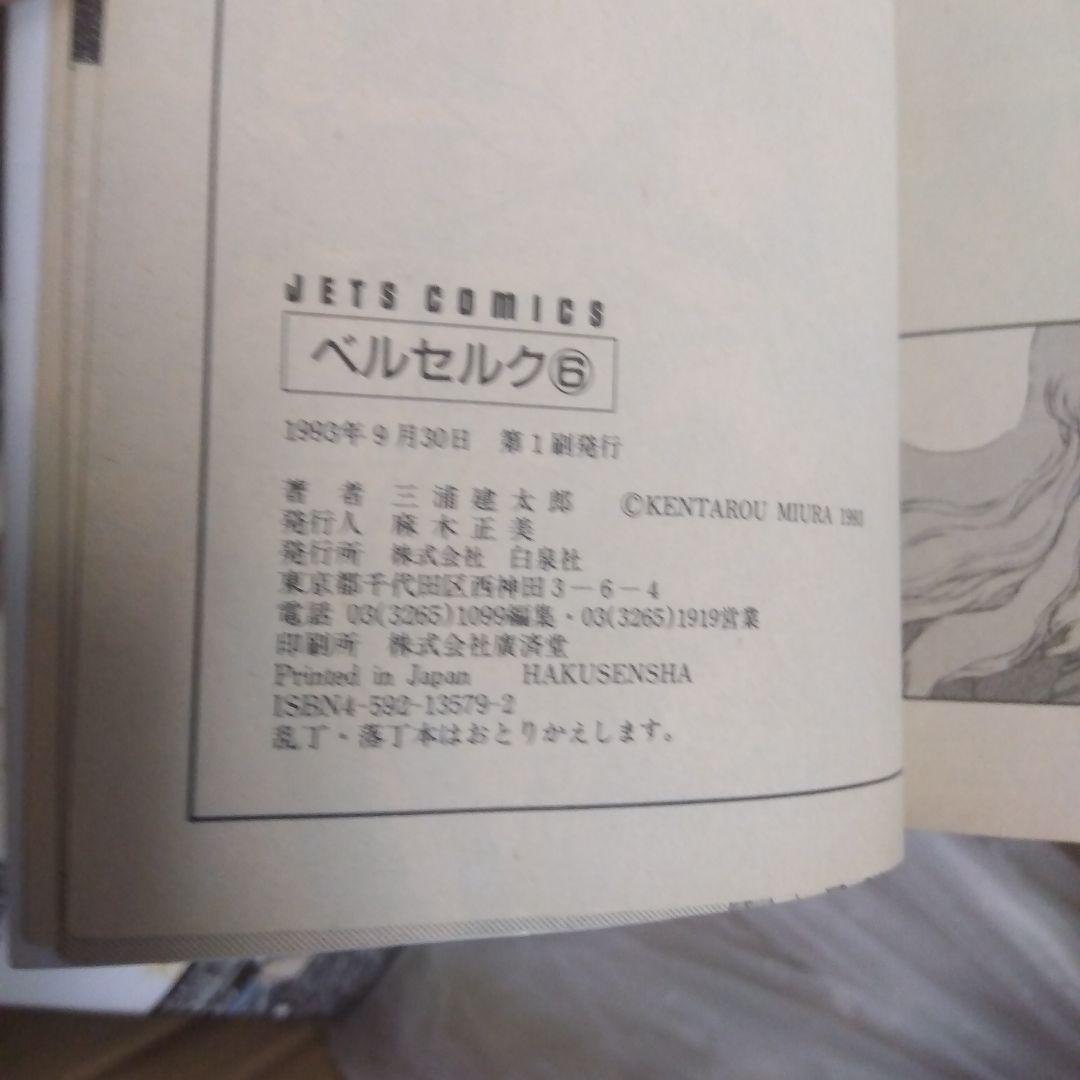 JETS COMICS
ベルセルク⑥
1993年9月30日 第1刷発行
著者 三浦建太郎 ©KENTAROU MIURA 1993
発行人 麻木正美
発行所 株式会社 白泉社
東京都千代田区西神田3-6-4
電話 03(3265)1099編集・03(3265)1919営業
印刷所 株式会社廣済堂
Printed in Japan HAKUSENSHA
ISBN4-592-13579-2
乱丁・落丁本はおとりかえします。